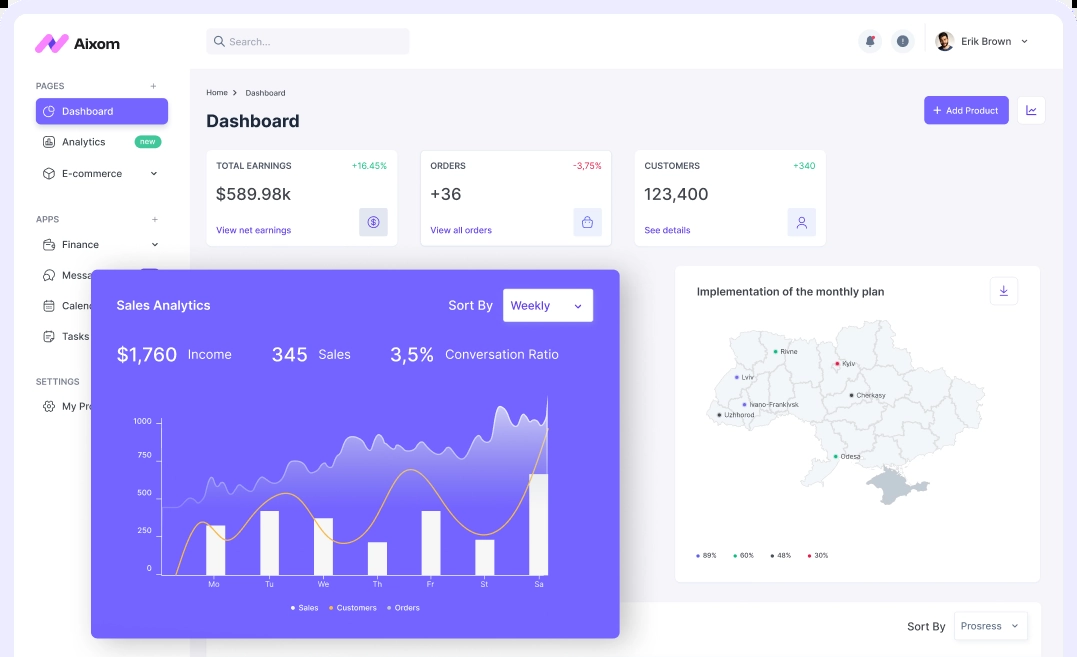 Aixom
Search...
Erik Brown
PAGES +
Dashboard
Analytics new
E-commerce
APPS +
Finance
Messa
Calend
Tasks
SETTINGS
My Pr
Home Dashboard
Dashboard
+ Add Product
TOTAL EARNINGS +16.45%
$589.98k
View net earnings
ORDERS -3,75%
+36
View all orders
CUSTOMERS +340
123,400
See details
Sales Analytics
Sort By Weekly
$1,760 Income 345 Sales 3,5% Conversation Ratio
1000
750
500
250
0
Mo Tu We Th Fr St Sa
Sales Customers Orders
Implementation of the monthly plan
Rivne
Kyiv
Lviv
Cherkasy
Ivano-Frankivsk
Uzhhorod
Odesa
89% 60% 48% 30%
Sort By Prosress